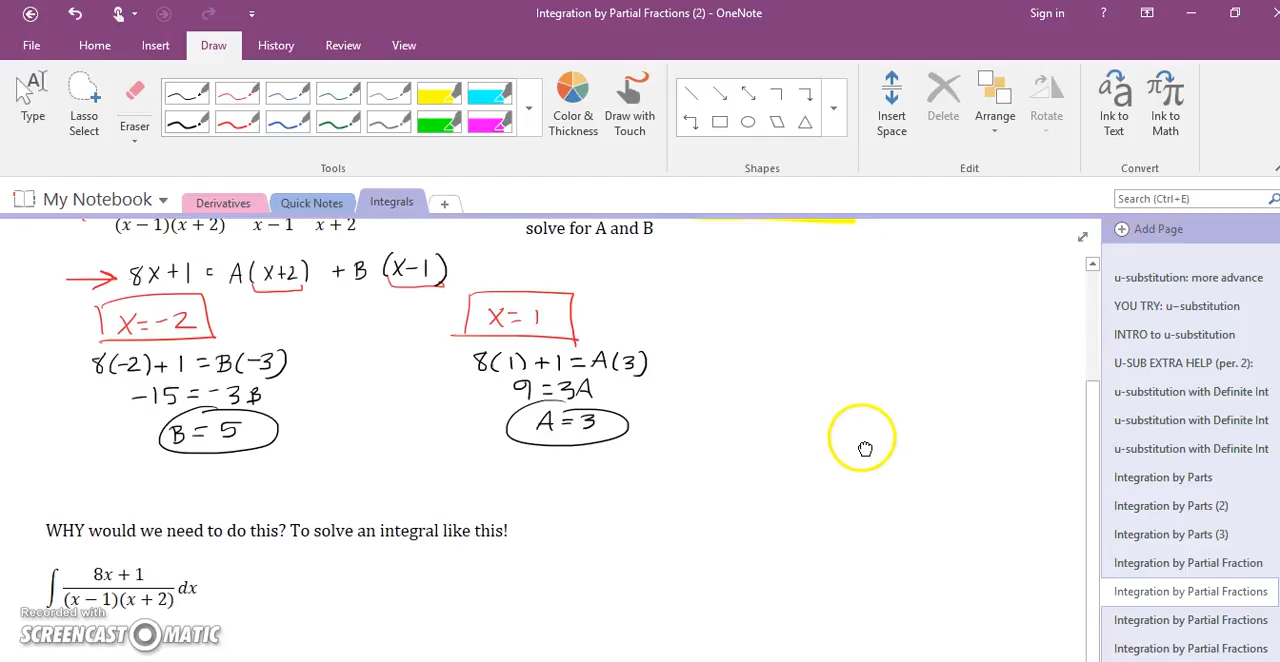 Integration by Partial Fractions (2) - OneNote
Sign in
?
File
Home
Insert
Draw
History
Review
View
Type
Lasso
Select
Eraser
Color &
Thickness
Draw with
Touch
Insert
Space
Delete
Arrange
Rotate
Ink to
Text
Ink to
Math
Tools
Shapes
Edit
Convert
My Notebook
Derivatives
Quick Notes
Integrals
+
Search (Ctrl+E)
(x − 1)(x + 2) x − 1 x + 2
solve for A and B
8x+1 = A(x+2) + B (x-1)
x=-2
x= 1
8(-2)+1 = B(-3)
8(1)+1 = A(3)
-15 = -3B
9 = 3A
B = 5
A = 3
WHY would we need to do this? To solve an integral like this!
8x + 1
∫ dx
(x − 1)(x + 2)
Recorded with
SCREENCAST-O-MATIC
Add Page
u-substitution: more advance
YOU TRY: u-substitution
INTRO to u-substitution
U-SUB EXTRA HELP (per. 2):
u-substitution with Definite Int
u-substitution with Definite Int
u-substitution with Definite Int
Integration by Parts
Integration by Parts (2)
Integration by Parts (3)
Integration by Partial Fraction
Integration by Partial Fractions
Integration by Partial Fractions
Integration by Partial Fractions